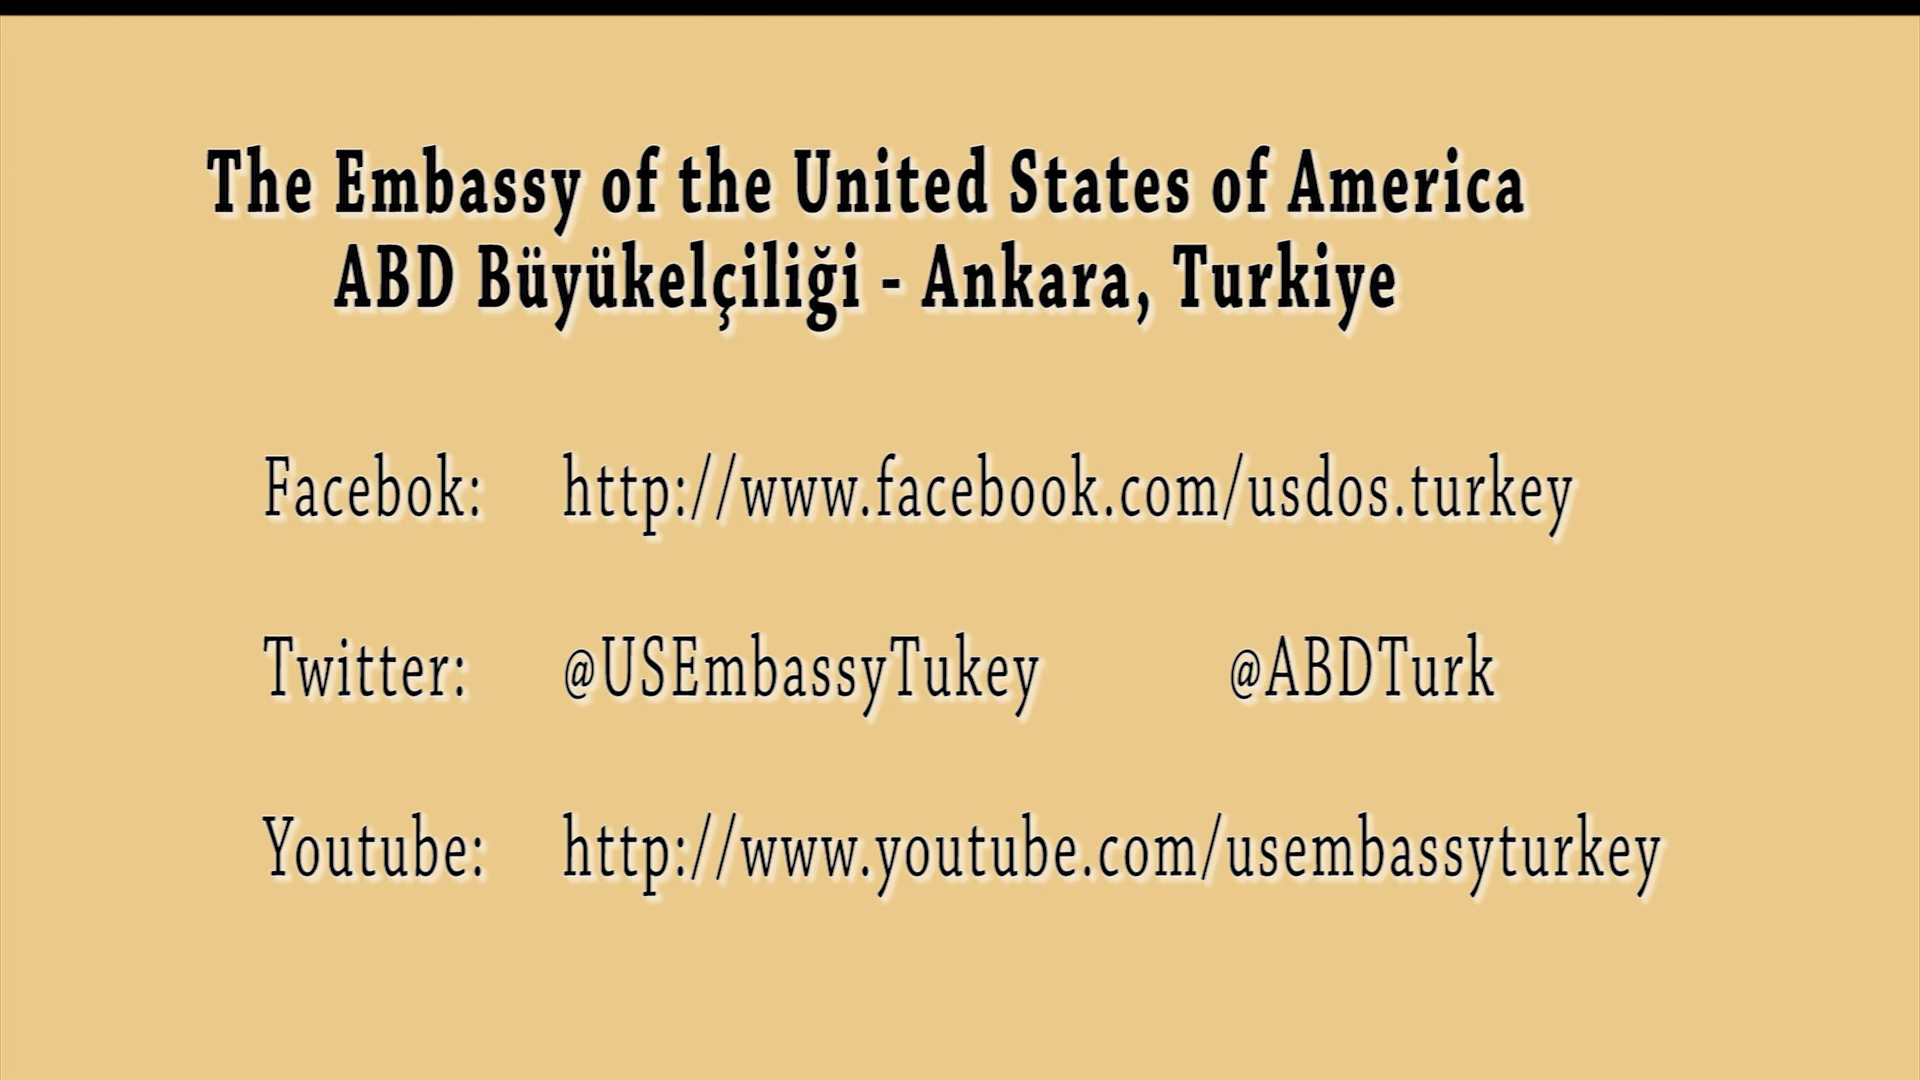 The Embassy of the United States of America
ABD Büyükelçiliği - Ankara, Turkiye
Facebok: http://www.facebook.com/usdos.turkey
Twitter: @USEmbassyTukey @ABDTurk
Youtube: http://www.youtube.com/usembassyturkey